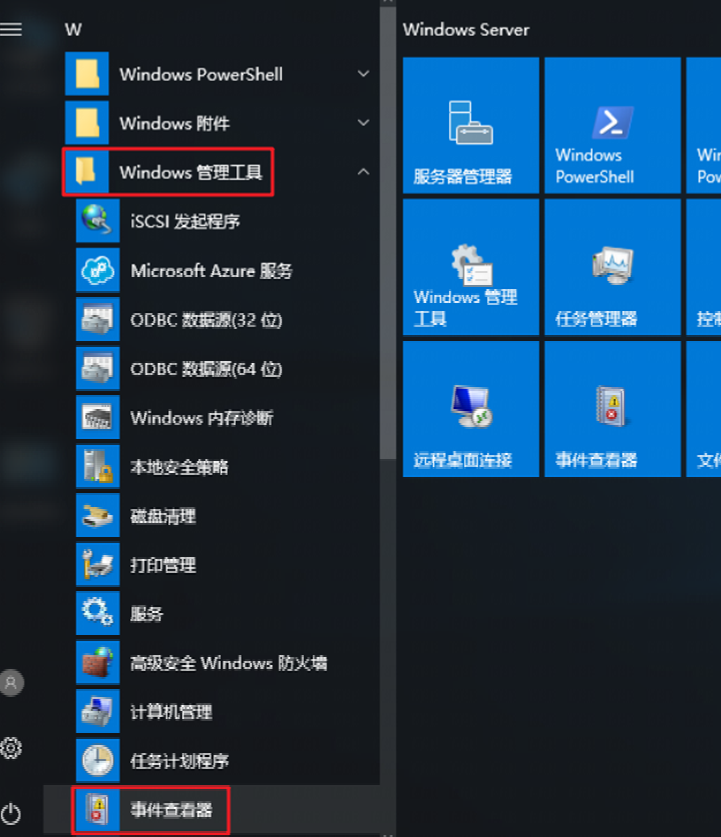 W
Windows PowerShell
Windows 附件
Windows 管理工具
iSCSI 发起程序
Microsoft Azure 服务
ODBC 数据源(32 位)
ODBC 数据源(64 位)
Windows 内存诊断
本地安全策略
磁盘清理
打印管理
服务
高级安全 Windows 防火墙
计算机管理
任务计划程序
事件查看器
Windows Server
服务器管理器
Windows
PowerShell
Win
Pow
Windows 管理
工具
任务管理器
控制
远程桌面连接
事件查看器
文件